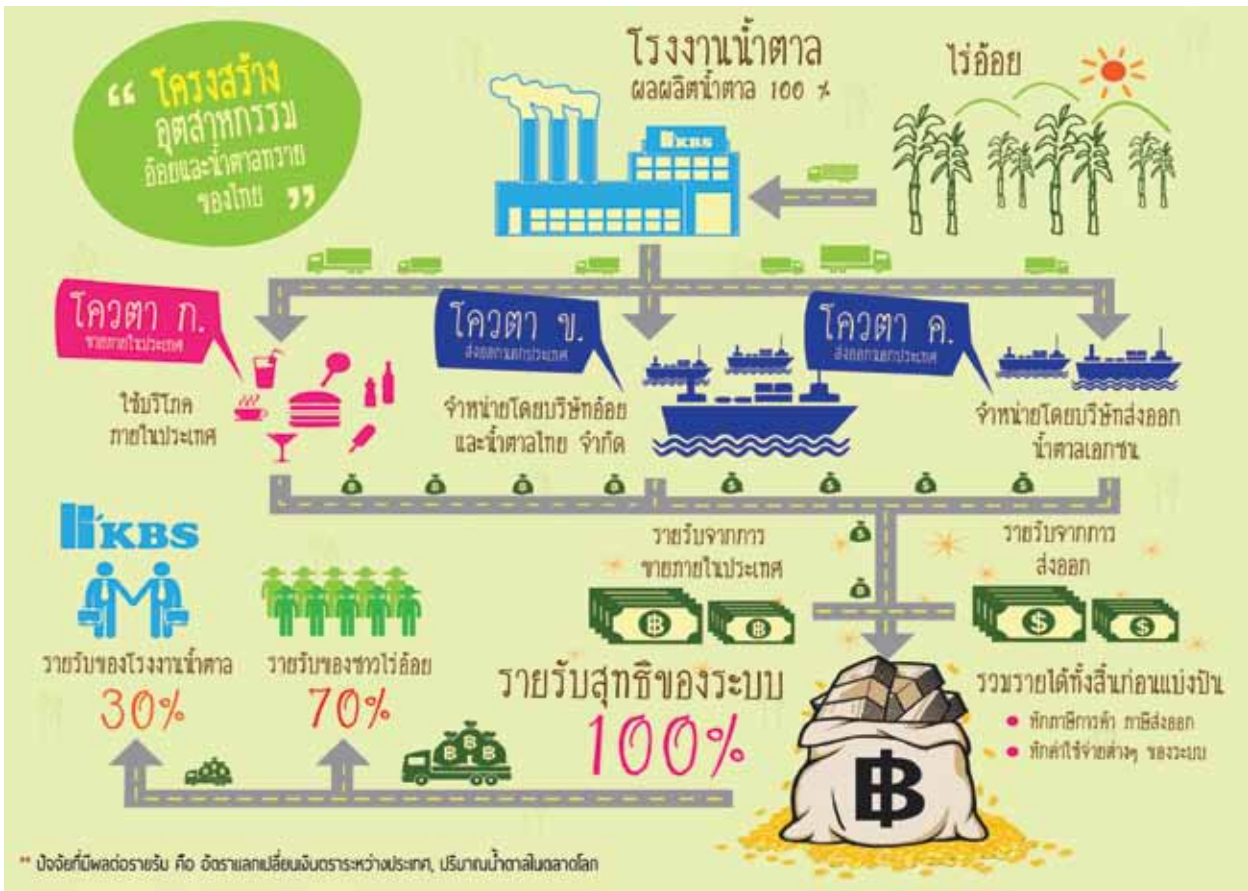 “ โครงสร้าง
อุตสาหกรรม
อ้อยและน้ำตาลทราย
ของไทย ”
โรงงานน้ำตาล
ผลผลิตน้ำตาล 100 %
ไร่อ้อย
KBS
โควตา ก.
ขายภายในประเทศ
โควตา ข.
ส่งออกนอกประเทศ
โควตา ค.
ส่งออกนอกประเทศ
ใช้บริโภค
ภายในประเทศ
จำหน่ายโดยบริษัทอ้อย
และน้ำตาลไทย จำกัด
จำหน่ายโดยบริษัทส่งออก
น้ำตาลเอกชน
KBS
รายรับจากการ
ขายภายในประเทศ
รายรับจากการ
ส่งออก
฿ ฿
$ $
รายรับของโรงงานน้ำตาล
30%
รายรับของชาวไร่อ้อย
70%
รายรับสุทธิของระบบ
100%
รวมรายได้ทั้งสิ้นก่อนแบ่งปัน
• หักภาษีการค้า ภาษีส่งออก
• หักค่าใช้จ่ายต่างๆ ของระบบ
฿ ฿ ฿
฿
** ปัจจัยที่มีผลต่อรายรับ คือ อัตราแลกเปลี่ยนเงินตราระหว่างประเทศ, ปริมาณน้ำตาลในตลาดโลก